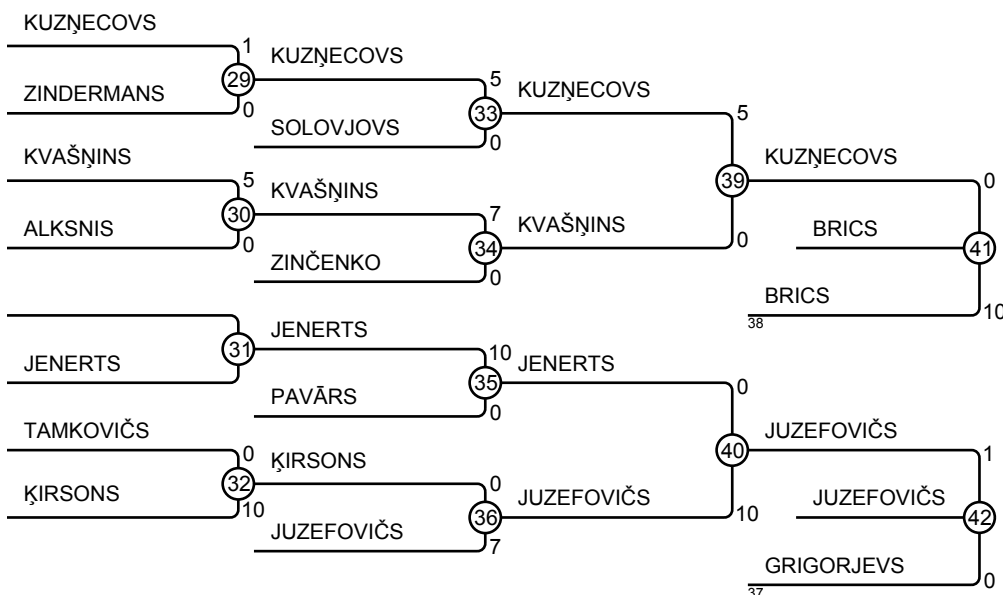 KUZŅECOVS
1
29
KUZŅECOVS
ZINDERMANS
0
5
33
KUZŅECOVS
SOLOVJOVS
0
5
KVAŠŅINS
5
30
KVAŠŅINS
ALKSNIS
0
7
34
KVAŠŅINS
ZINČENKO
0
39
0
KUZŅECOVS
0
BRICS
41
BRICS
38
10
31
JENERTS
JENERTS
10
35
JENERTS
PAVĀRS
0
0
TAMKOVIČS
0
32
ĶIRSONS
ĶIRSONS
10
0
36
JUZEFOVIČS
JUZEFOVIČS
7
40
10
JUZEFOVIČS
1
JUZEFOVIČS
42
GRIGORJEVS
37
0